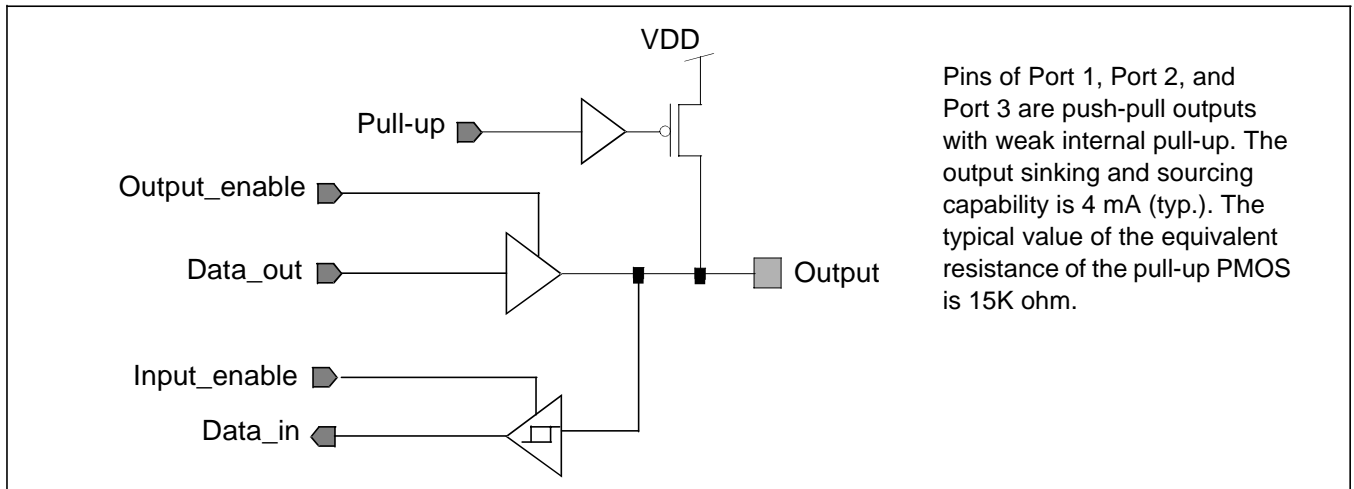 VDD
Pull-up
Output_enable
Data_out
Output
Input_enable
Data_in
Pins of Port 1, Port 2, and
Port 3 are push-pull outputs
with weak internal pull-up. The
output sinking and sourcing
capability is 4 mA (typ.). The
typical value of the equivalent
resistance of the pull-up PMOS
is 15K ohm.